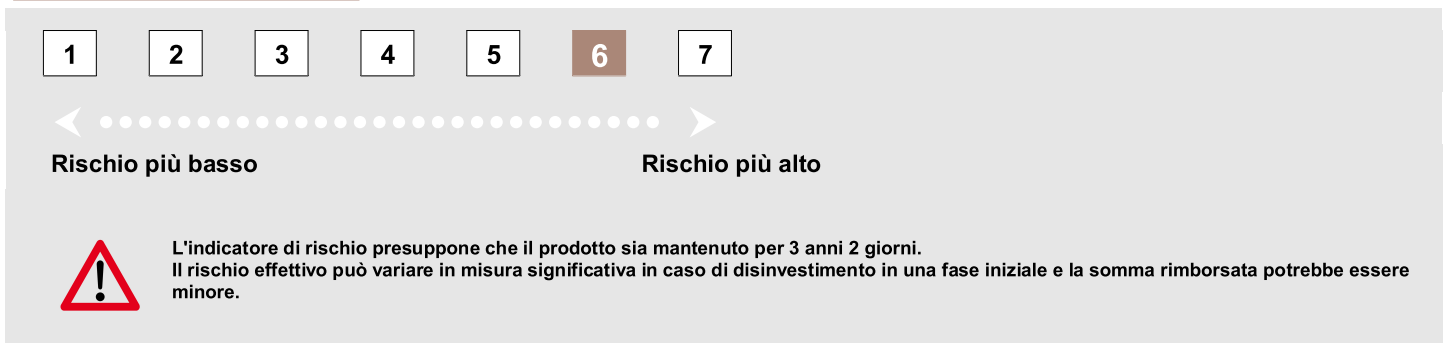 1 2 3 4 5 6 7
Rischio più basso Rischio più alto
L'indicatore di rischio presuppone che il prodotto sia mantenuto per 3 anni 2 giorni.
Il rischio effettivo può variare in misura significativa in caso di disinvestimento in una fase iniziale e la somma rimborsata potrebbe essere
minore.